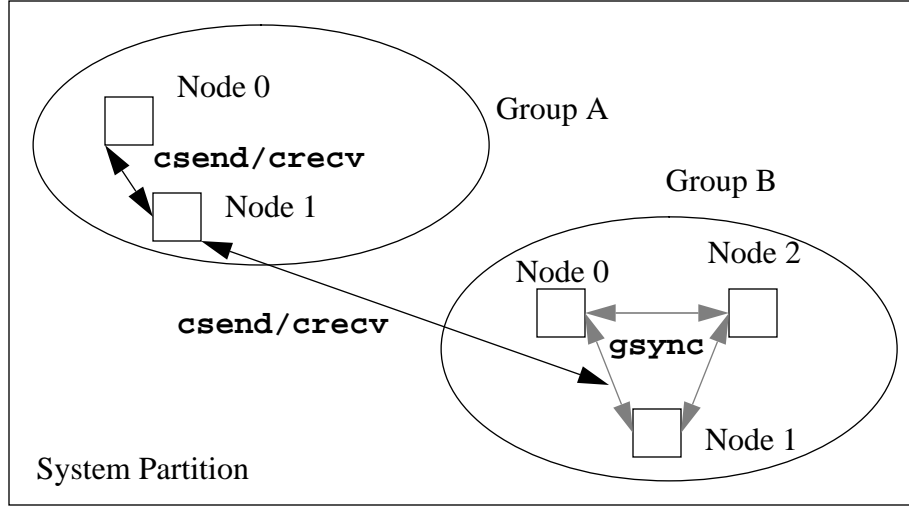 Node 0
Group A
csend/crecv
Node 1
Group B
Node 0
Node 2
csend/crecv
gsync
Node 1
System Partition